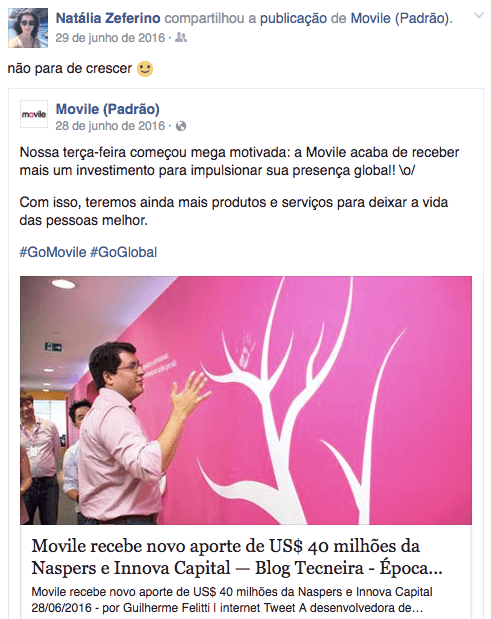 Natália Zeferino compartilhou a publicação de Movile (Padrão).
29 de junho de 2016 ·
não para de crescer
movile
Movile (Padrão)
28 de junho de 2016 ·
Nossa terça-feira começou mega motivada: a Movile acaba de receber
mais um investimento para impulsionar sua presença global! \o/
Com isso, teremos ainda mais produtos e serviços para deixar a vida
das pessoas melhor.
#GoMovile #GoGlobal
Movile recebe novo aporte de US$ 40 milhões da
Naspers e Innova Capital — Blog Tecneira - Época...
Movile recebe novo aporte de US$ 40 milhões da Naspers e Innova Capital
28/06/2016 - por Guilherme Felitti | internet Tweet A desenvolvedora de…